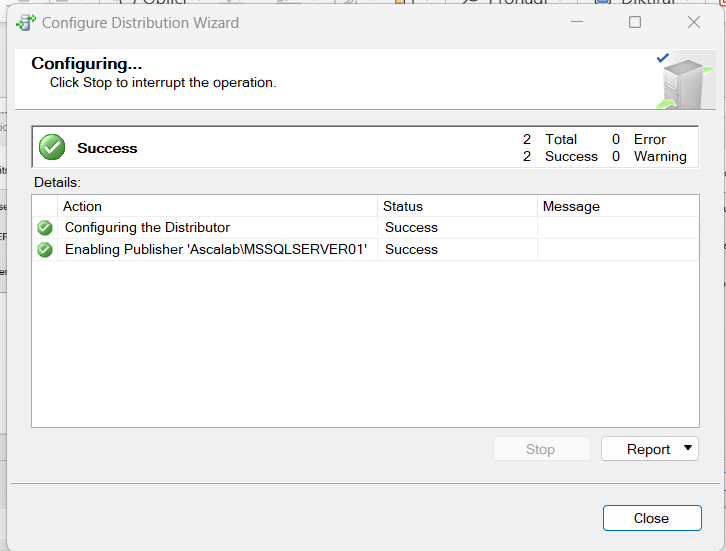 Configure Distribution Wizard
Configuring...
Click Stop to interrupt the operation.
Success
2 Total 0 Error
2 Success 0 Warning
Details:
Action Status Message
Configuring the Distributor Success
Enabling Publisher 'Ascalab\MSSQLSERVER01' Success
Stop Report
Close